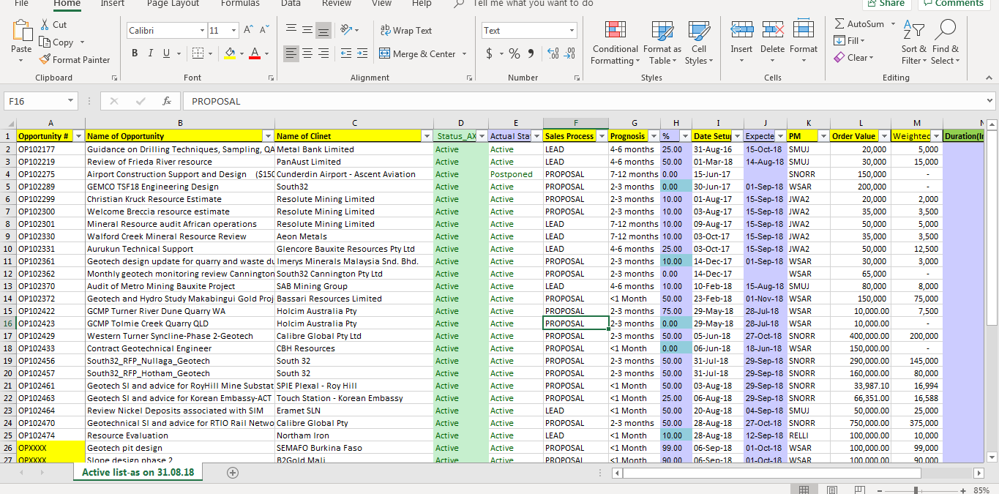 File Home Insert Page Layout Formulas Data Review View Help Tell me what you want to do Share Comments
Paste Cut Copy Format Painter Clipboard
Calibri 11 B I U Font
Wrap Text Merge & Center Alignment
Text $ % Number
Conditional Formatting Format as Table Cell Styles Styles
Insert Delete Format Cells
AutoSum Fill Clear Sort & Filter Find & Select Editing
F16 fx PROPOSAL
A B C D E F G H I J K L M N
1 Opportunity # Name of Opportunity Name of Clinet Status_AX Actual Sta Sales Process Prognosis % Date Setup Expecte PM Order Value Weighted Duration(In
2 OP102177 Guidance on Drilling Techniques, Sampling, QA Metal Bank Limited Active Active LEAD 4-6 months 25.00 31-Aug-16 15-Oct-18 SMUJ 20,000 5,000
3 OP102219 Review of Frieda River resource PanAust Limited Active Active LEAD 4-6 months 50.00 01-Mar-18 14-Aug-18 SMUJ 30,000 15,000
4 OP102275 Airport Construction Support and Design ($150 Cunderdin Airport - Ascent Aviation Active Postponed PROPOSAL 7-12 months 0.00 15-Jun-17 SNORR 150,000 -
5 OP102289 GEMCO TSF18 Engineering Design South32 Active Active PROPOSAL 2-3 months 0.00 30-Jun-17 01-Sep-18 WSAR 200,000 -
6 OP102299 Christian Kruck Resource Estimate Resolute Mining Limited Active Active PROPOSAL 2-3 months 10.00 01-Aug-17 15-Sep-18 JWA2 20,000 2,000
7 OP102300 Welcome Breccia resource estimate Resolute Mining Limited Active Active PROPOSAL 2-3 months 10.00 03-Aug-17 15-Sep-18 JWA2 35,000 3,500
8 OP102301 Mineral Resource audit African operations Resolute Mining Limited Active Active LEAD 7-12 months 10.00 09-Aug-17 15-Sep-18 JWA2 50,000 5,000
9 OP102330 Walford Creek Mineral Resource Review Aeon Metals Active Active LEAD 7-12 months 10.00 03-Oct-17 15-Sep-18 JWA2 35,000 3,500
10 OP102331 Aurukun Technical Support Glencore Bauxite Resources Pty Ltd Active Active LEAD 4-6 months 25.00 03-Oct-17 15-Sep-18 JWA2 50,000 12,500
11 OP102361 Geotech design update for quarry and waste du Imerys Minerals Malaysia Snd. Bhd. Active Active PROPOSAL 2-3 months 10.00 14-Dec-17 01-Sep-18 WSAR 30,000 3,000
12 OP102362 Monthly geotech monitoring review Cannington South32 Cannington Pty Ltd Active Active PROPOSAL 2-3 months 0.00 14-Dec-17 WSAR 65,000 -
13 OP102370 Audit of Metro Mining Bauxite Project SAB Mining Group Active Active LEAD 4-6 months 10.00 10-Feb-18 15-Aug-18 SMUJ 80,000 8,000
14 OP102372 Geotech and Hydro Study Makabingui Gold Proj Bassari Resources Limited Active Active PROPOSAL <1 Month 50.00 23-Feb-18 01-Nov-18 WSAR 150,000 75,000
15 OP102422 GCMP Turner River Dune Quarry WA Holcim Australia Pty Active Active PROPOSAL 2-3 months 75.00 29-May-18 28-Jul-18 WSAR 10,000.00 7,500
16 OP102423 GCMP Tolmie Creek Quarry QLD Holcim Australia Pty Active Active PROPOSAL 2-3 months 0.00 29-May-18 28-Jul-18 WSAR 10,000.00 -
17 OP102429 Western Turner Syncline-Phase 2-Geotech Calibre Global Pty Ltd Active Active PROPOSAL 2-3 months 50.00 05-Jun-18 27-Oct-18 SNORR 400,000.00 200,000
18 OP102433 Contract Geotechnical Engineer CBH Resources Active Active PROPOSAL <1 Month 0.00 06-Jun-18 18-Jun-18 WSAR 150,000.00 -
19 OP102456 South32_RFP_Nullaga_Geotech South 32 Active Active PROPOSAL 2-3 months 50.00 31-Jul-18 29-Sep-18 SNORR 290,000.00 145,000
20 OP102457 South32_RFP_Hotham_Geotech South 32 Active Active PROPOSAL 2-3 months 50.00 31-Jul-18 29-Sep-18 SNORR 160,000.00 80,000
21 OP102461 Geotech SI and advice for RoyHill Mine Substat SPIE Plexal - Roy Hill Active Active PROPOSAL <1 Month 50.00 03-Aug-18 29-Sep-18 SNORR 33,987.10 16,994
22 OP102463 Geotech SI and advice for Korean Embassy-ACT Touch Station - Korean Embassy Active Active PROPOSAL <1 Month 25.00 06-Aug-18 29-Sep-18 SNORR 66,351.00 16,588
23 OP102464 Review Nickel Deposits associated with SIM Eramet SLN Active Active LEAD <1 Month 50.00 20-Aug-18 04-Sep-18 SMUJ 50,000.00 25,000
24 OP102470 Geotechnical SI and advice for RTIO Rail Netwo Calibre Global Pty Active Active PROPOSAL 2-3 months 50.00 28-Aug-18 27-Oct-18 SNORR 750,000.00 375,000
25 OP102474 Resource Evaluation Northam Iron Active Active LEAD <1 Month 10.00 28-Aug-18 12-Sep-18 RELLI 100,000.00 10,000
26 OPXXXX Geotech pit design SEMAFO Burkina Faso Active Active PROPOSAL <1 Month 99.00 06-Sep-18 01-Oct-18 WSAR 100,000.00 99,000
27 OPXXXX Slope design phase 2 B2Gold Mali Active Active PROPOSAL <1 Month 90.00 06-Sep-18 01-Oct-18 WSAR 100,000.00 90,000
Active list-as on 31.08.18
85%